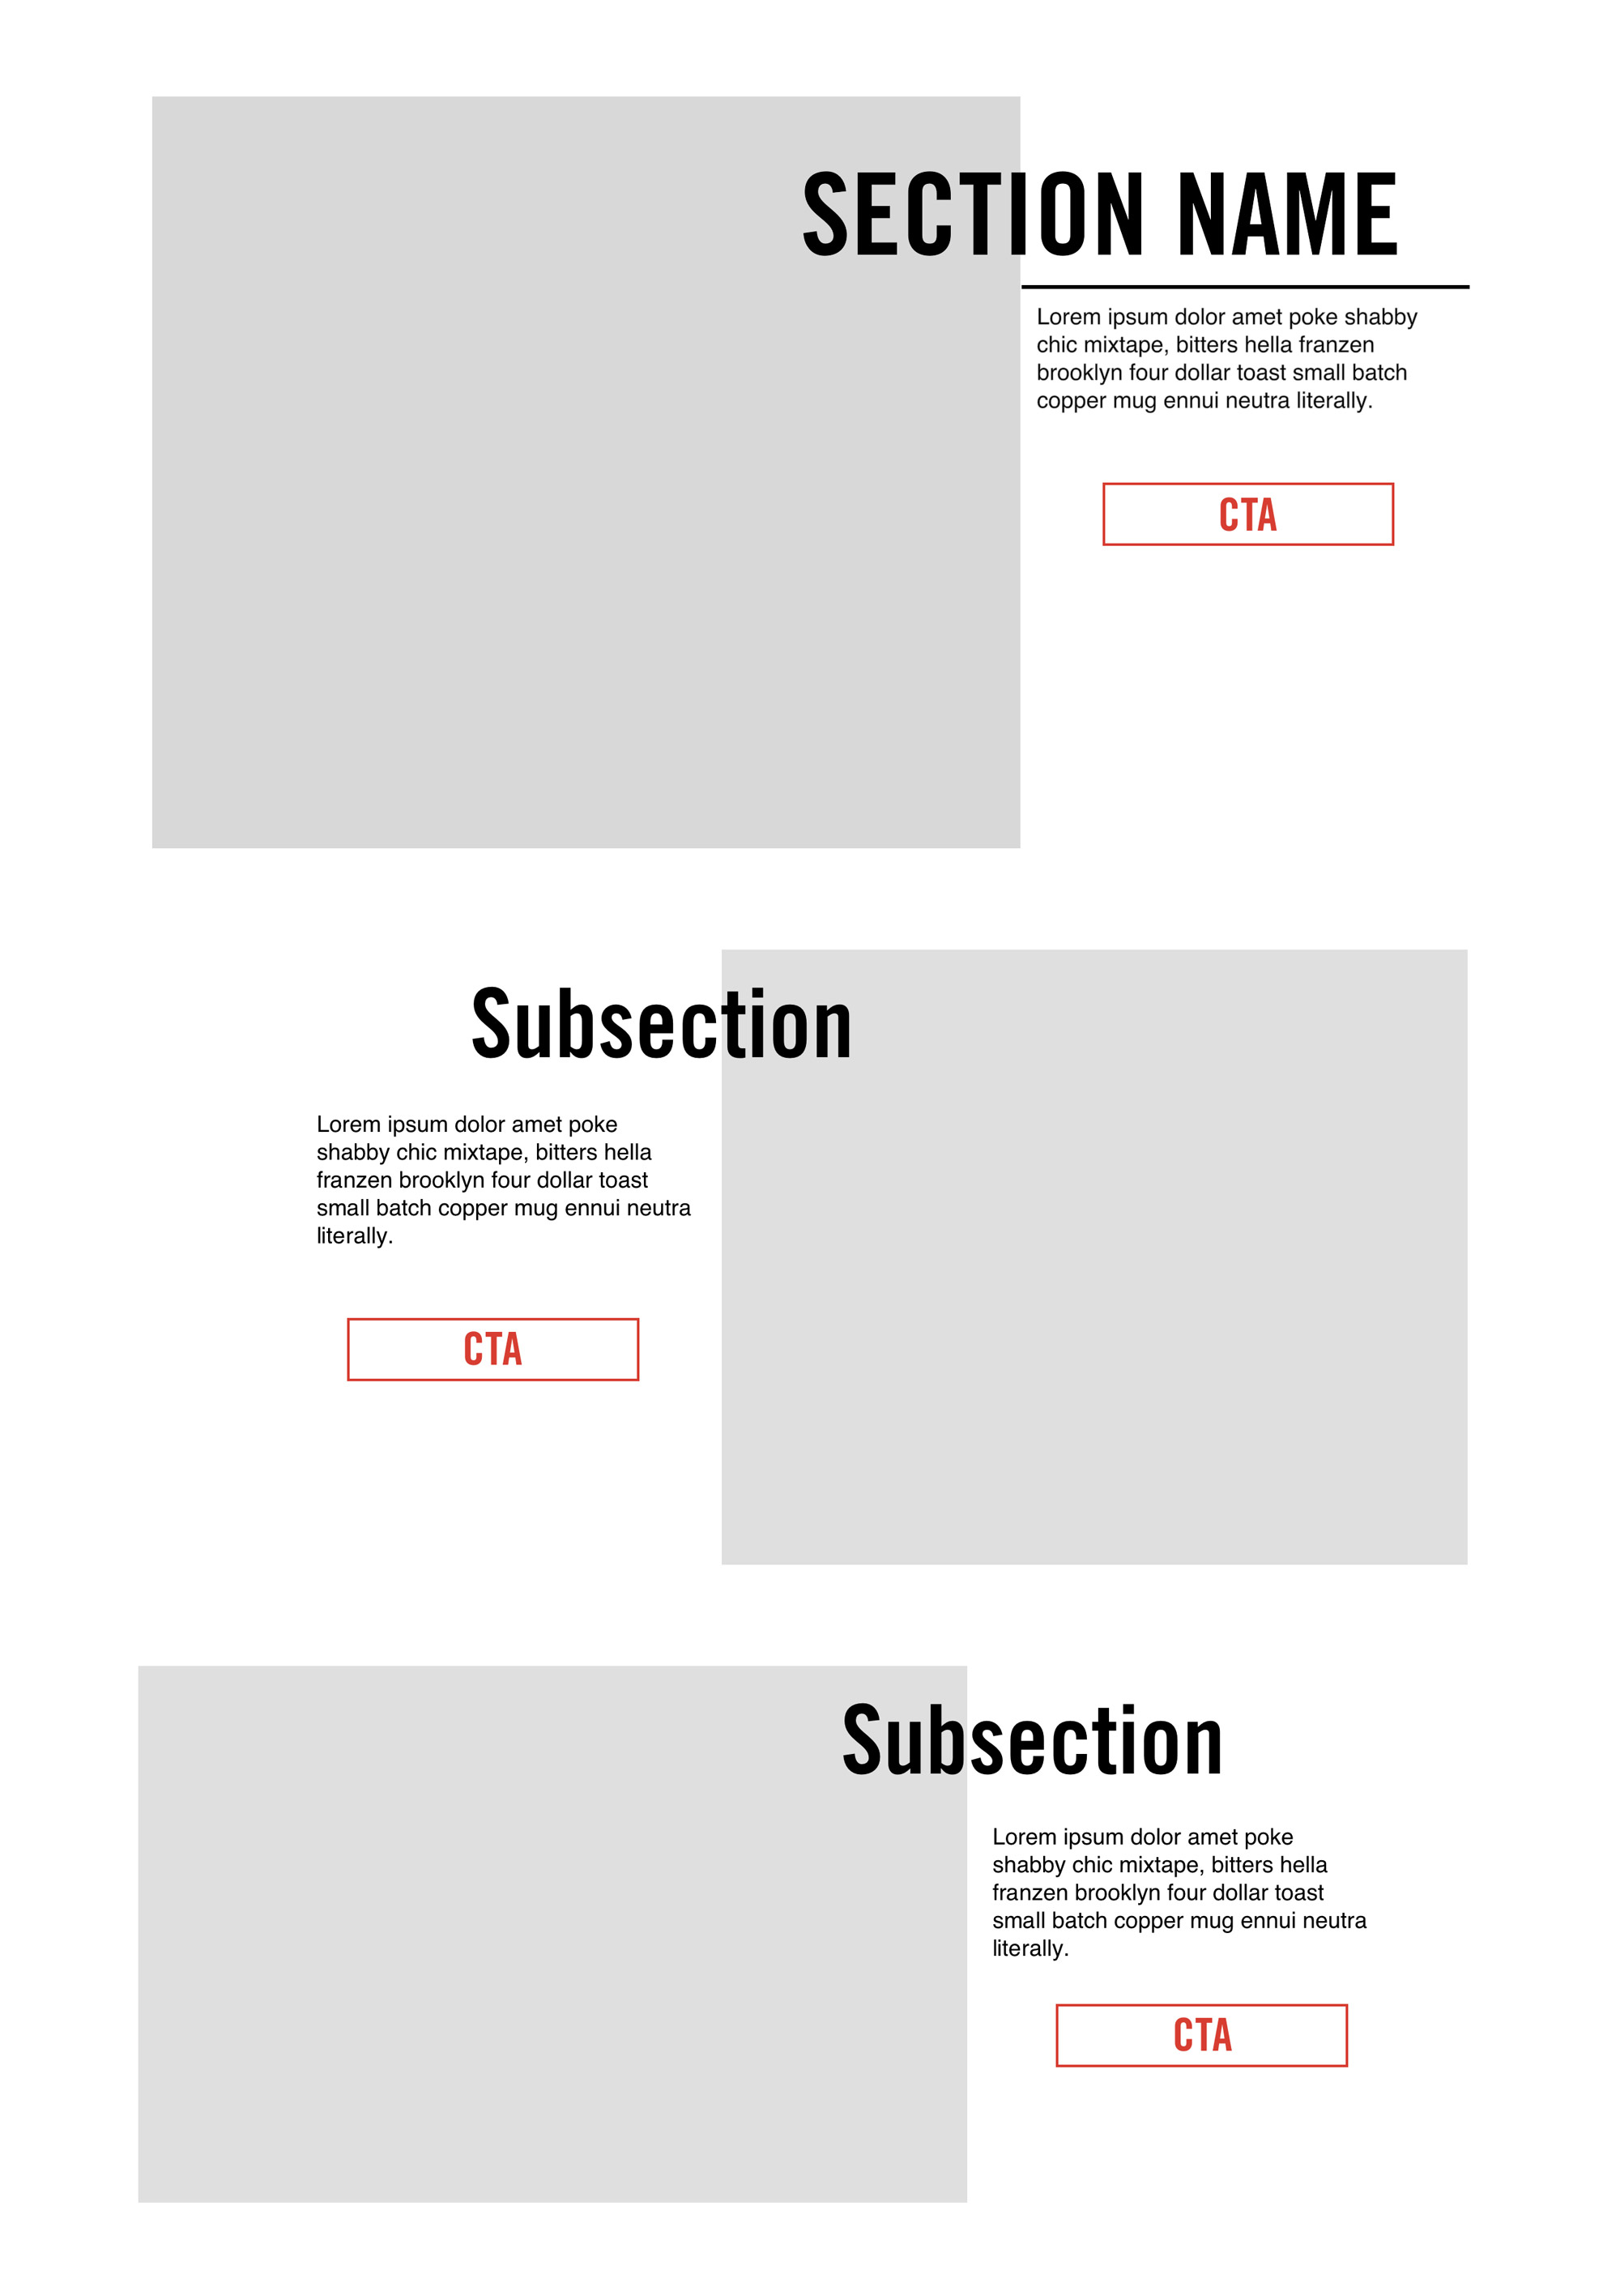 SECTION NAME
Lorem ipsum dolor amet poke shabby
chic mixtape, bitters hella franzen
brooklyn four dollar toast small batch
copper mug ennui neutra literally.
CTA
Subsection
Lorem ipsum dolor amet poke
shabby chic mixtape, bitters hella
franzen brooklyn four dollar toast
small batch copper mug ennui neutra
literally.
CTA
Subsection
Lorem ipsum dolor amet poke
shabby chic mixtape, bitters hella
franzen brooklyn four dollar toast
small batch copper mug ennui neutra
literally.
CTA